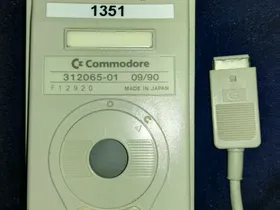 1351
Commodore
312065-01 09/90
F12920
MADE IN JAPAN
O